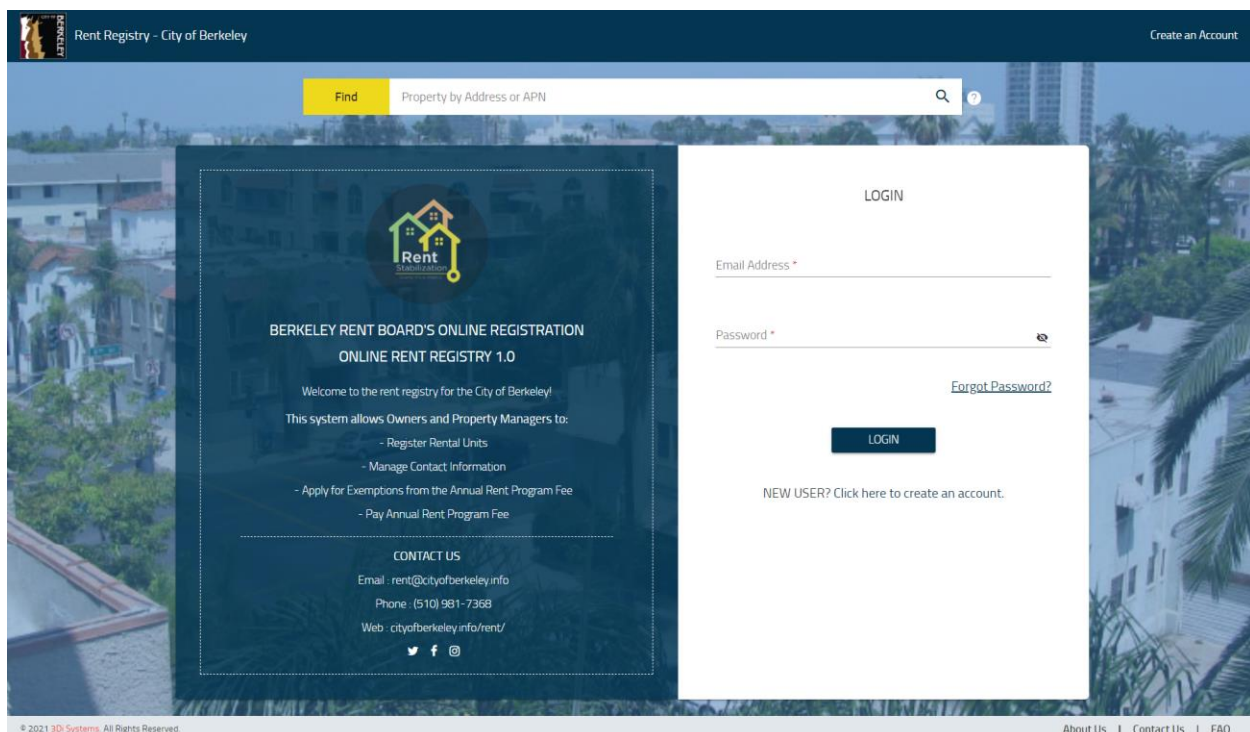 CITY OF
BERKELEY
Rent Registry - City of Berkeley
Create an Account
Find
Property by Address or APN
?
Rent
Stabilization
BERKELEY RENT BOARD'S ONLINE REGISTRATION
ONLINE RENT REGISTRY 1.0
Welcome to the rent registry for the City of Berkeley!
This system allows Owners and Property Managers to:
- Register Rental Units
- Manage Contact Information
- Apply for Exemptions from the Annual Rent Program Fee
- Pay Annual Rent Program Fee
CONTACT US
Email : rent@cityofberkeley.info
Phone : (510) 981-7368
Web : cityofberkeley.info/rent/
LOGIN
Email Address *
Password *
Forgot Password?
LOGIN
NEW USER? Click here to create an account.
© 2021 3Di Systems. All Rights Reserved.
About Us | Contact Us | FAQ